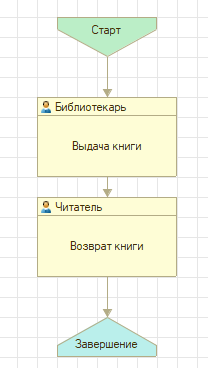 Старт
Библиотекарь
Выдача книги
Читатель
Возврат книги
Завершение